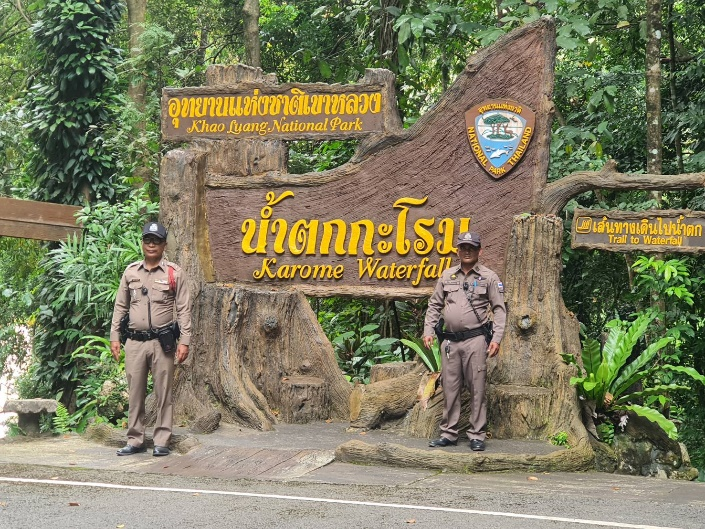 อุทยานแห่งชาติเขาหลวง
Khao Luang National Park
น้ำตกกะโรม
Karome Waterfall
อุทยานแห่งชาติ
NATIONAL PARK THAILAND
เส้นทางเดินไปน้ำตก
Trail to Waterfall